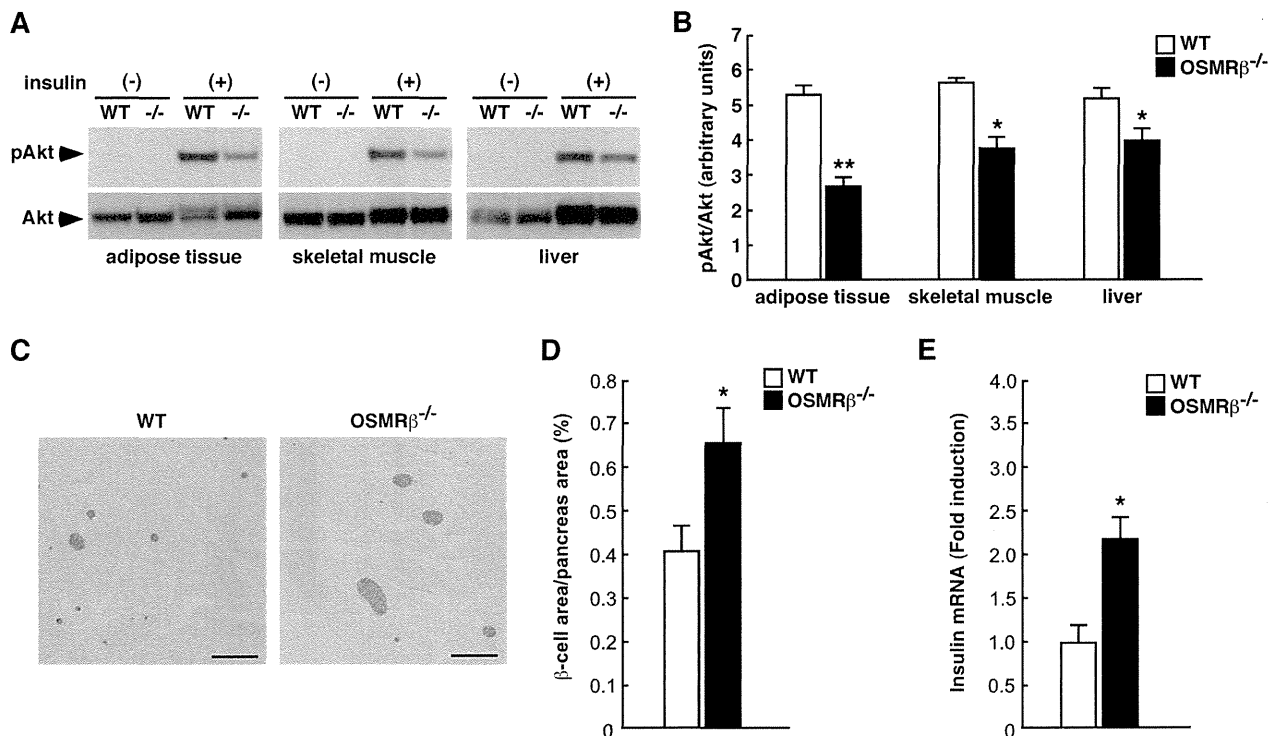 A
insulin (-) (+) (-) (+) (-) (+)
WT -/- WT -/- WT -/- WT -/- WT -/- WT -/-
pAkt
Akt
adipose tissue skeletal muscle liver
B
pAkt/Akt (arbitrary units)
7
6
5
4
3
2
1
0
WT
OSMRβ-/-
**
*
*
adipose tissue skeletal muscle liver
C
WT OSMRβ-/-
D
β-cell area/pancreas area (%)
0.8
0.7
0.6
0.5
0.4
0.3
0.2
0.1
0
WT
OSMRβ-/-
*
E
Insulin mRNA (Fold induction)
4.0
3.5
3.0
2.5
2.0
1.5
1.0
0.5
0
WT
OSMRβ-/-
*